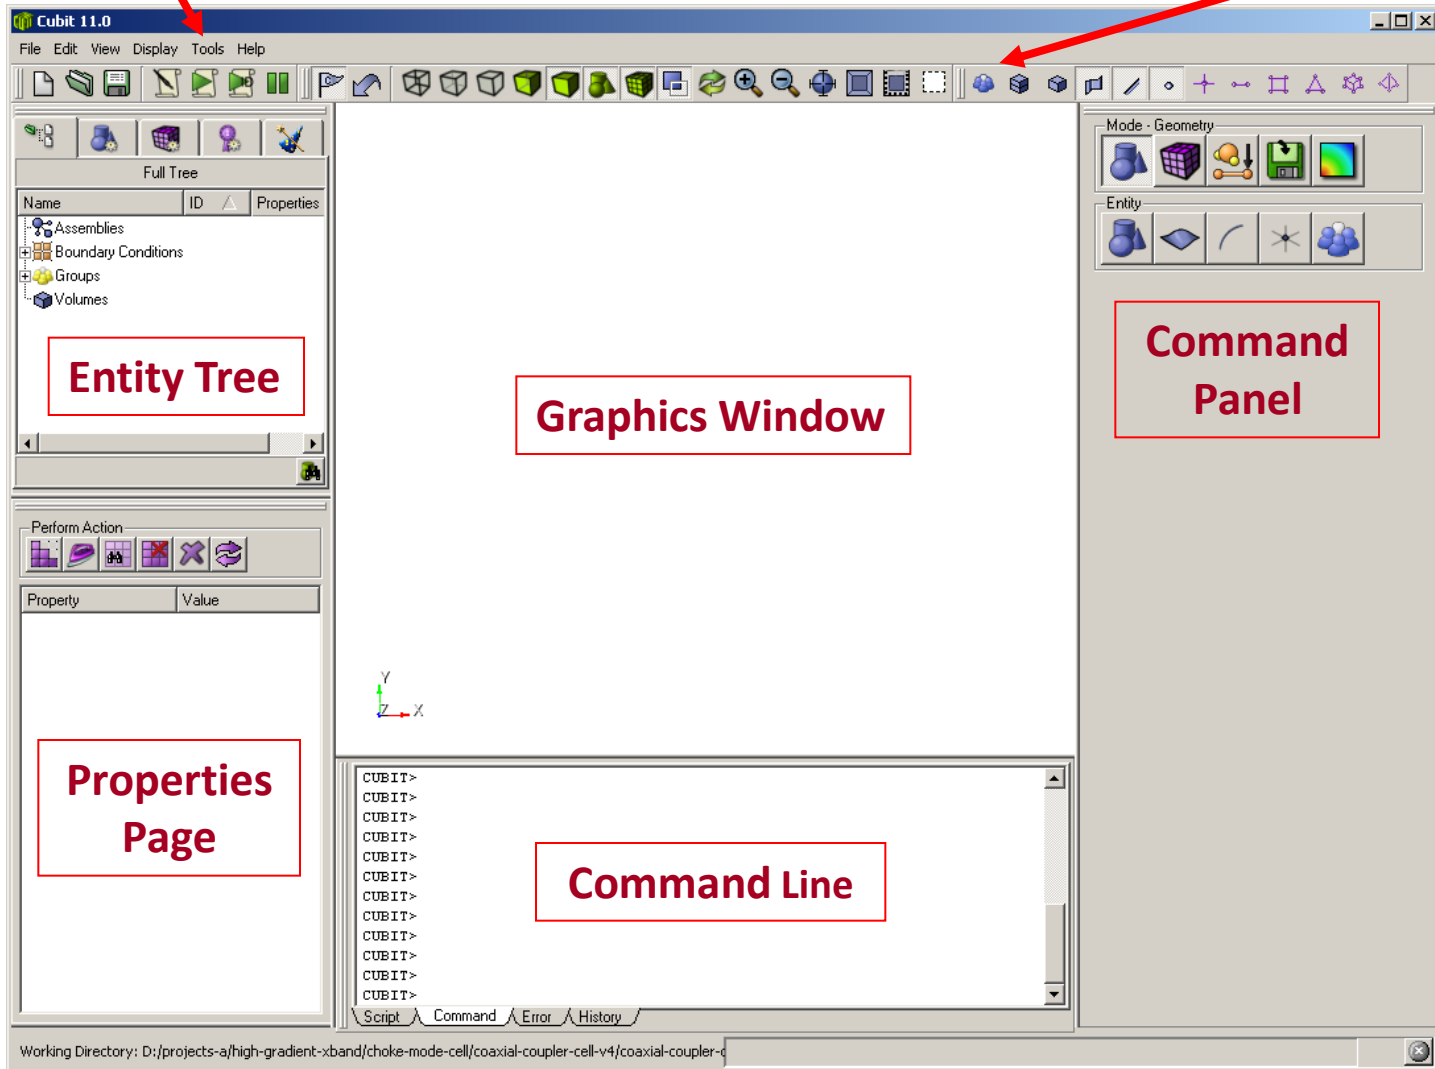 Cubit 11.0
File Edit View Display Tools Help
Full Tree
Name ID Properties
Assemblies
Boundary Conditions
Groups
Volumes
Entity Tree
Perform Action
Property Value
Properties
Page
Graphics Window
Y
Z X
CUBIT>
CUBIT>
CUBIT>
CUBIT>
CUBIT>
CUBIT>
CUBIT>
CUBIT>
CUBIT>
CUBIT>
CUBIT>
CUBIT>
Command Line
Script Command Error History
Mode - Geometry
Entity
Command
Panel
Working Directory: D:/projects-a/high-gradient-xband/choke-mode-cell/coaxial-coupler-cell-v4/coaxial-coupler-